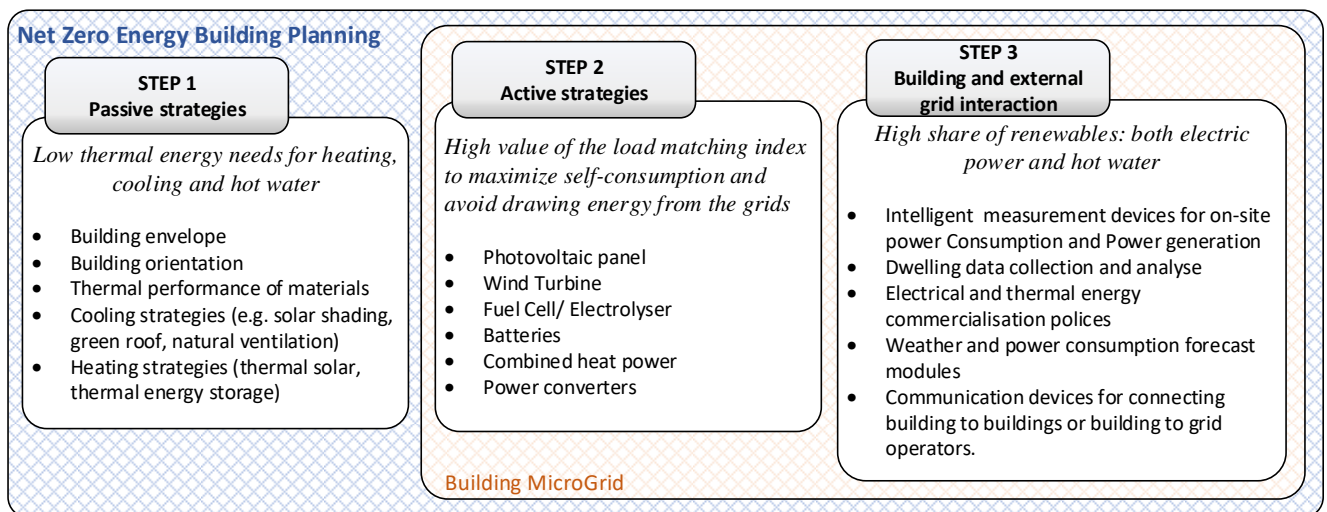 Net Zero Energy Building Planning
STEP 1
Passive strategies
Low thermal energy needs for heating,
cooling and hot water
• Building envelope
• Building orientation
• Thermal performance of materials
• Cooling strategies (e.g. solar shading,
green roof, natural ventilation)
• Heating strategies (thermal solar,
thermal energy storage)
STEP 2
Active strategies
High value of the load matching index
to maximize self-consumption and
avoid drawing energy from the grids
• Photovoltaic panel
• Wind Turbine
• Fuel Cell/ Electrolyser
• Batteries
• Combined heat power
• Power converters
STEP 3
Building and external
grid interaction
High share of renewables: both electric
power and hot water
• Intelligent measurement devices for on-site
power Consumption and Power generation
• Dwelling data collection and analyse
• Electrical and thermal energy
commercialisation polices
• Weather and power consumption forecast
modules
• Communication devices for connecting
building to buildings or building to grid
operators.
Building MicroGrid